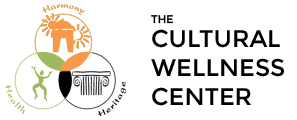 Harmony
Health
Heritage
THE
CULTURAL
WELLNESS
CENTER